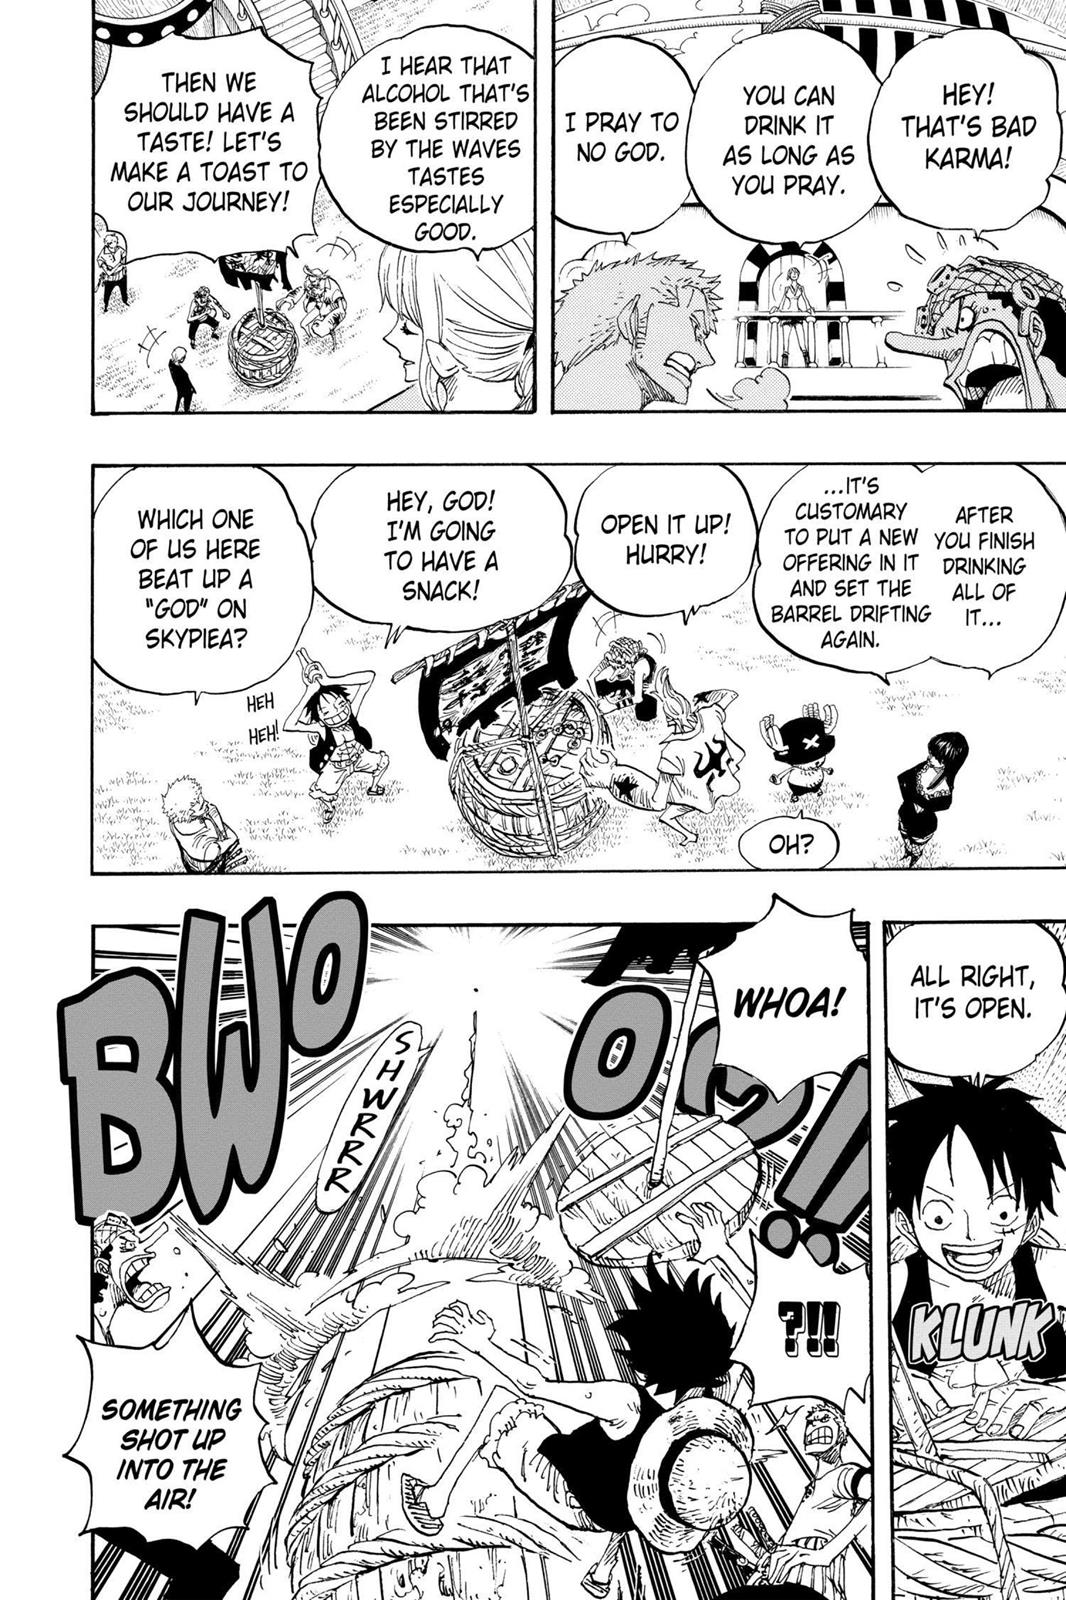 HEY!
THAT'S BAD
KARMA!
YOU CAN
DRINK IT
AS LONG AS
YOU PRAY.
I PRAY TO
NO GOD.
I HEAR THAT
ALCOHOL THAT'S
BEEN STIRRED
BY THE WAVES
TASTES
ESPECIALLY
GOOD.
THEN WE
SHOULD HAVE A
TASTE! LET'S
MAKE A TOAST TO
OUR JOURNEY!
AFTER
YOU FINISH
DRINKING
ALL OF
IT...
...IT'S
CUSTOMARY
TO PUT A NEW
OFFERING IN IT
AND SET THE
BARREL DRIFTING
AGAIN.
OH?
OPEN IT UP!
HURRY!
HEY, GOD!
I'M GOING
TO HAVE A
SNACK!
WHICH ONE
OF US HERE
BEAT UP A
"GOD" ON
SKYPIEA?
HEH
HEH!
ALL RIGHT,
IT'S OPEN.
KLUNK
WHOA!
BWOOM!!
SHWRRR
?!!
SOMETHING
SHOT UP
INTO THE
AIR!